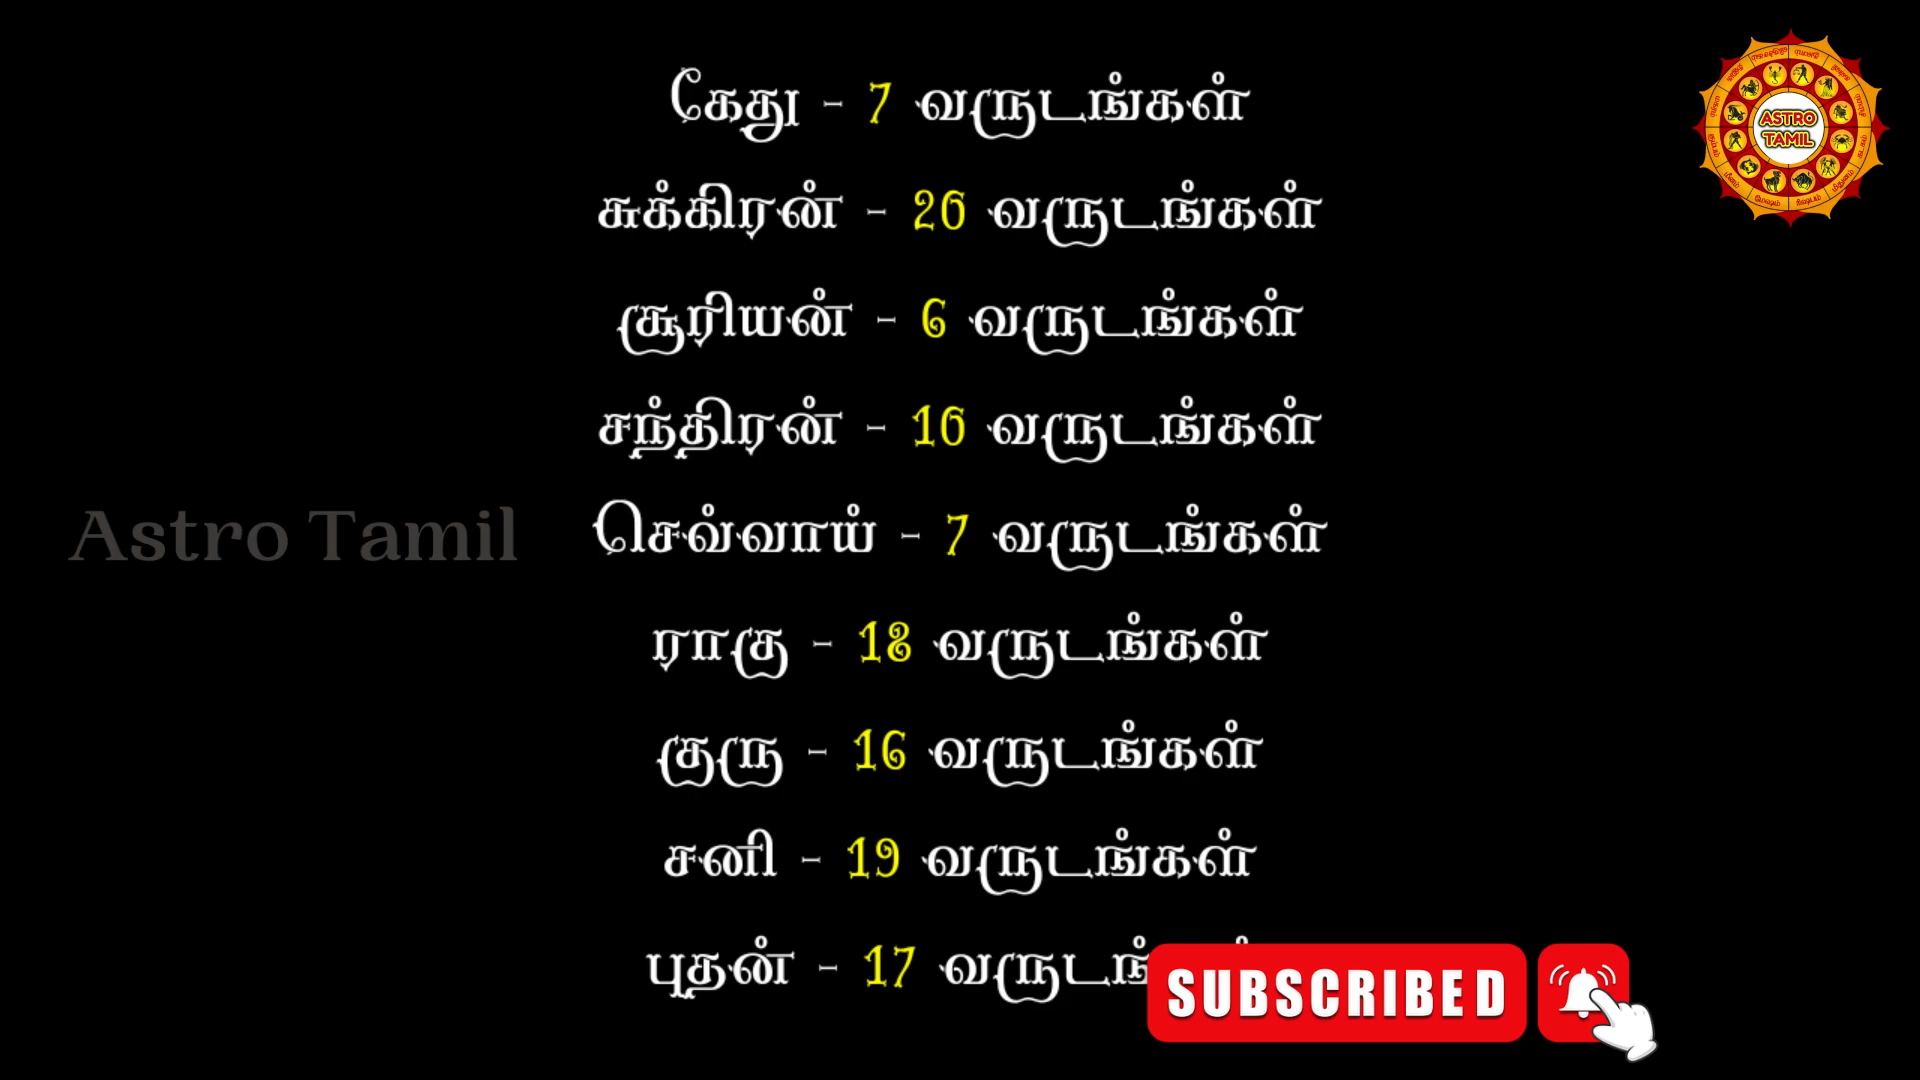 கேது - 7 வருடங்கள்
சுக்கிரன் - 20 வருடங்கள்
சூரியன் - 6 வருடங்கள்
சந்திரன் - 10 வருடங்கள்
Astro Tamil
செவ்வாய் - 7 வருடங்கள்
ராகு - 18 வருடங்கள்
குரு - 16 வருடங்கள்
சனி - 19 வருடங்கள்
புதன் - 17
SUBSCRIBED
ASTRO
TAMIL